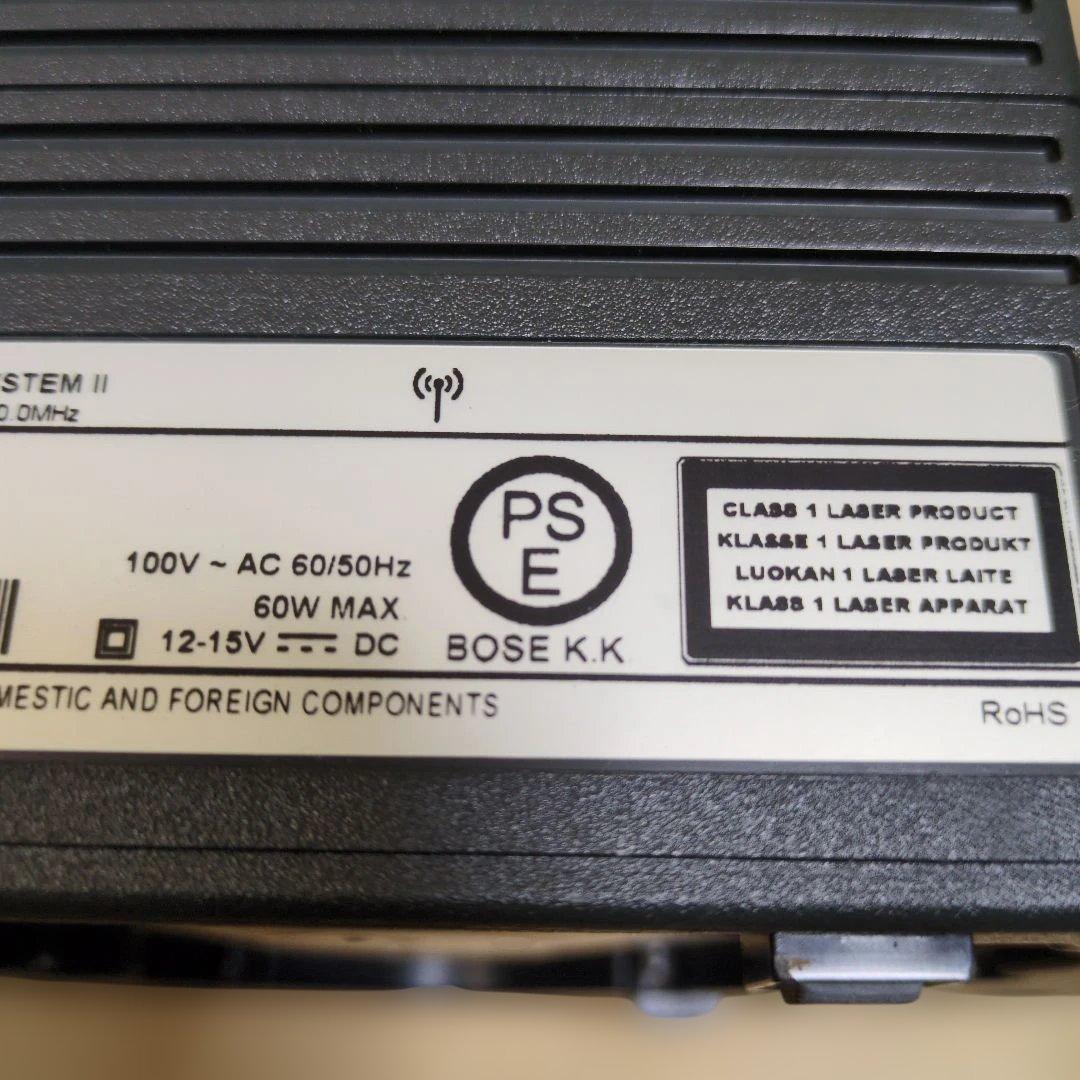 STEM II
0.0MHz
100V ~ AC 60/50Hz
60W MAX
12-15V DC
PS
E
BOSE K.K
CLASS 1 LASER PRODUCT
KLASSE 1 LASER PRODUKT
LUOKAN 1 LASER LAITE
KLASS 1 LASER APPARAT
MESTIC AND FOREIGN COMPONENTS
RoHS